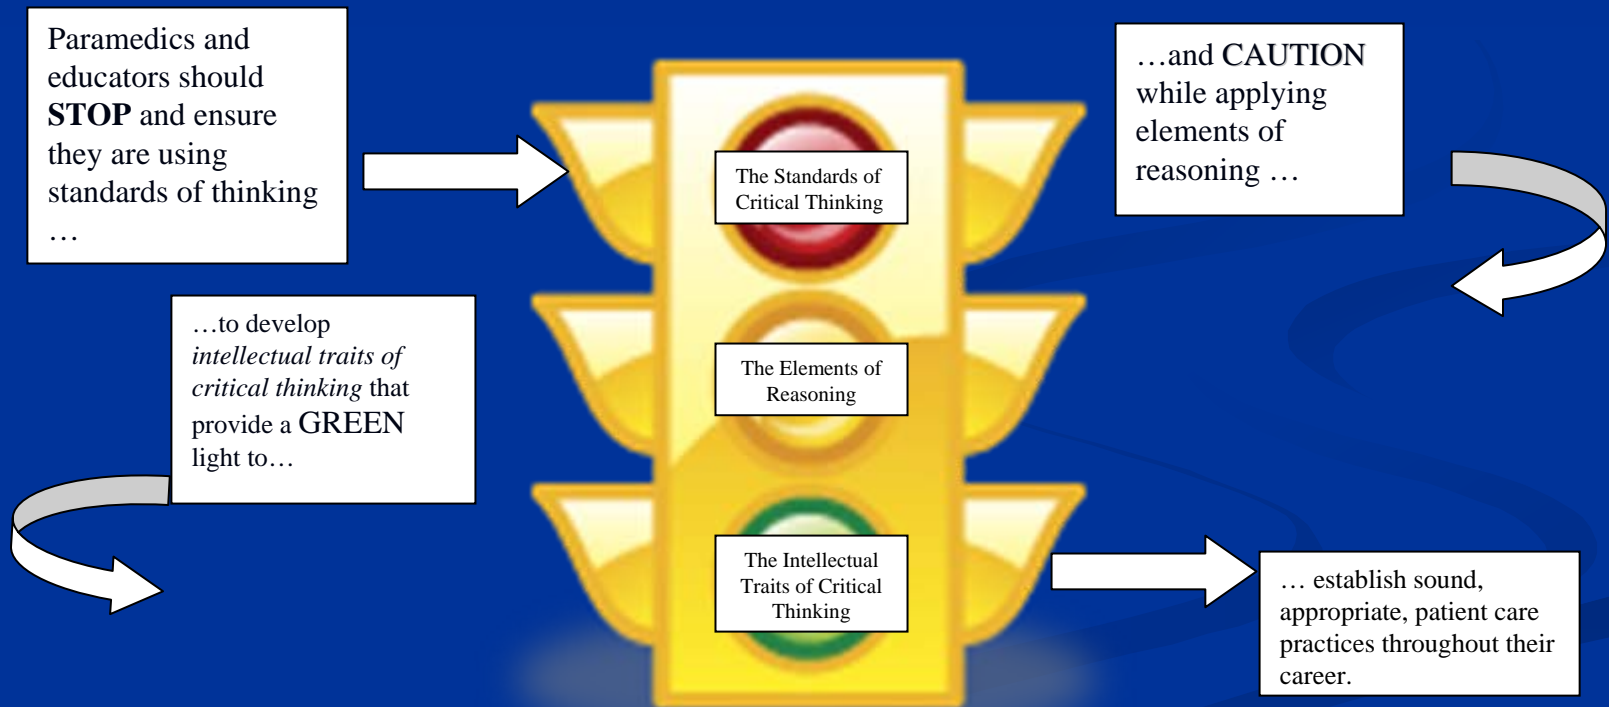 Paramedics and
educators should
STOP and ensure
they are using
standards of thinking
…
…and CAUTION
while applying
elements of
reasoning …
…to develop
intellectual traits of
critical thinking that
provide a GREEN
light to…
The Standards of
Critical Thinking
The Elements of
Reasoning
The Intellectual
Traits of Critical
Thinking
… establish sound,
appropriate, patient care
practices throughout their
career.